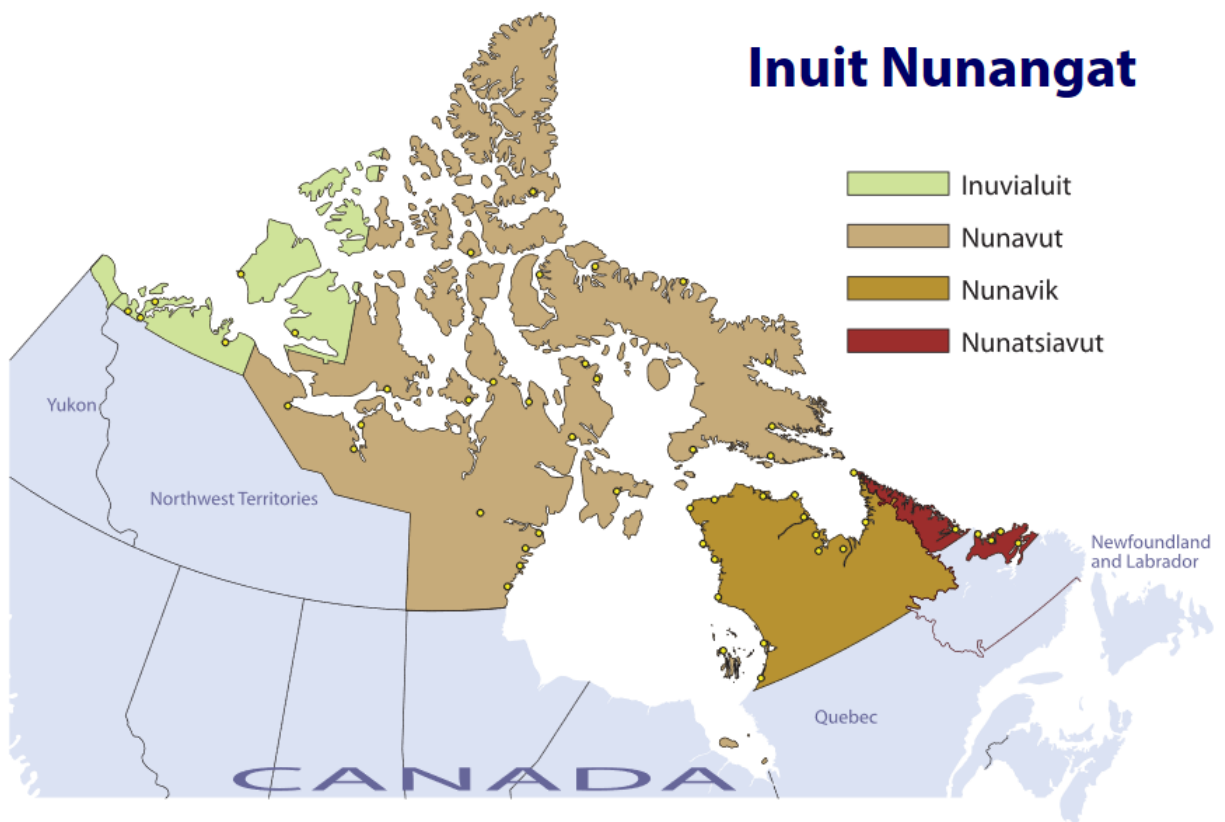 Inuit Nunangat
Inuvialuit
Nunavut
Nunavik
Nunatsiavut
Yukon
Northwest Territories
Newfoundland
and Labrador
Quebec
CANADA